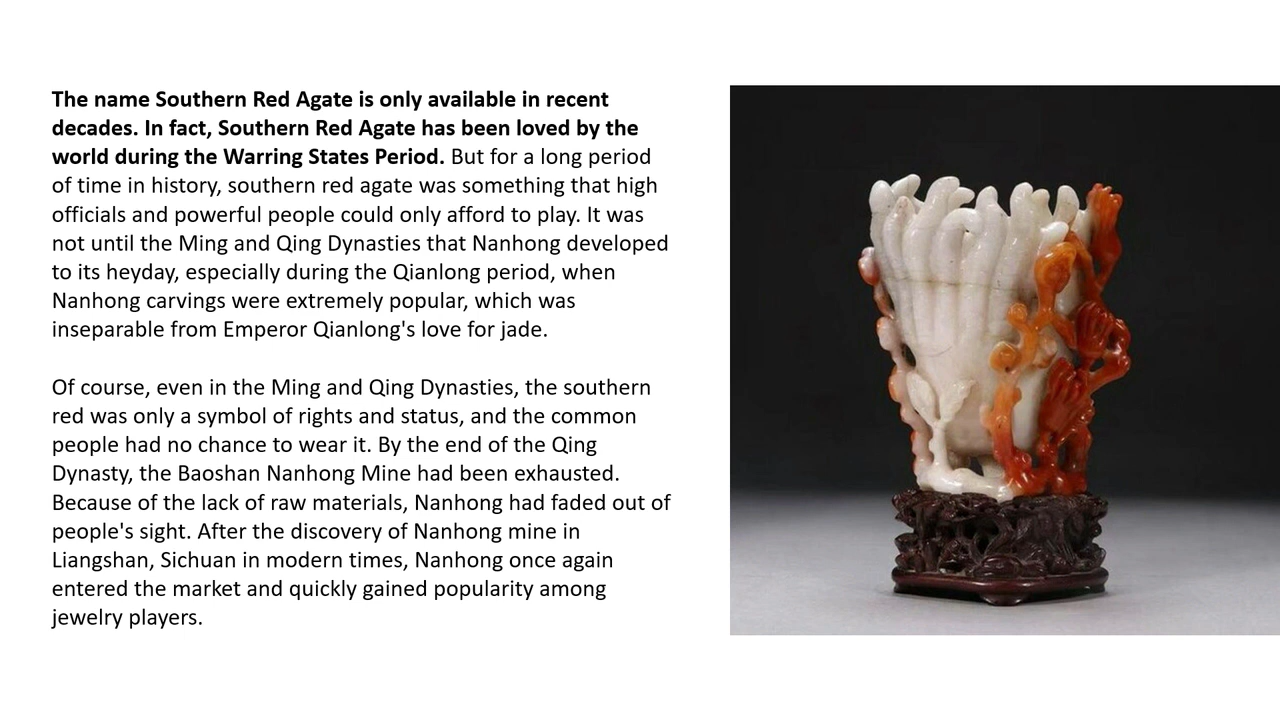 The name Southern Red Agate is only available in recent
decades. In fact, Southern Red Agate has been loved by the
world during the Warring States Period. But for a long period
of time in history, southern red agate was something that high
officials and powerful people could only afford to play. It was
not until the Ming and Qing Dynasties that Nanhong developed
to its heyday, especially during the Qianlong period, when
Nanhong carvings were extremely popular, which was
inseparable from Emperor Qianlong's love for jade.
Of course, even in the Ming and Qing Dynasties, the southern
red was only a symbol of rights and status, and the common
people had no chance to wear it. By the end of the Qing
Dynasty, the Baoshan Nanhong Mine had been exhausted.
Because of the lack of raw materials, Nanhong had faded out of
people's sight. After the discovery of Nanhong mine in
Liangshan, Sichuan in modern times, Nanhong once again
entered the market and quickly gained popularity among
jewelry players.